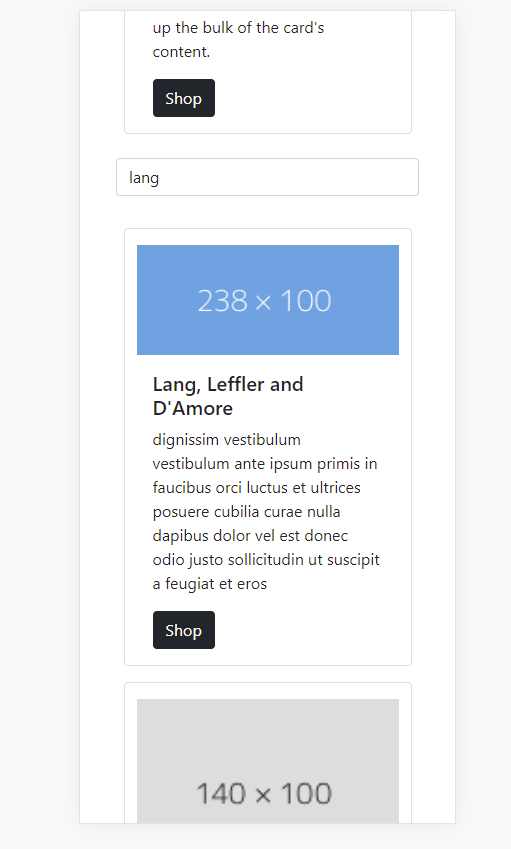 up the bulk of the card's
content.
Shop
lang
238 × 100
Lang, Leffler and
D'Amore
dignissim vestibulum
vestibulum ante ipsum primis in
faucibus orci luctus et ultrices
posuere cubilia curae nulla
dapibus dolor vel est donec
odio justo sollicitudin ut suscipit
a feugiat et eros
Shop
140 × 100